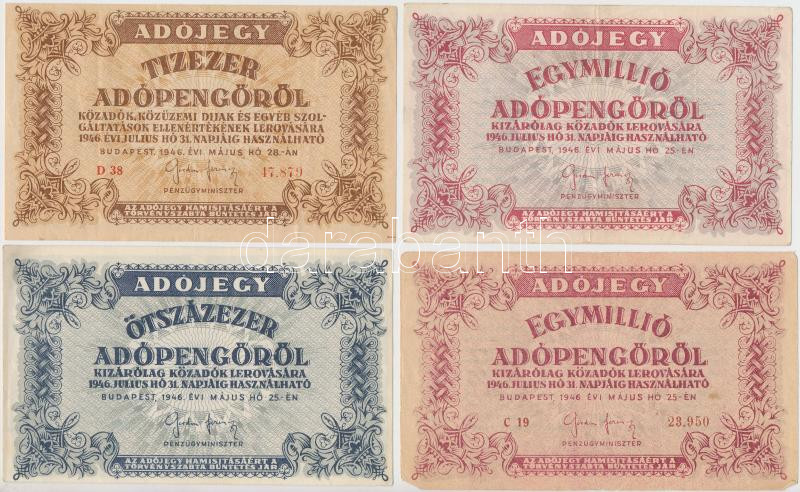 ADÓJEGY
TIZEZER
ADÓPENGŐRŐL
KÖZADÓK, KÖZÜZEMI DIJAK ÉS EGYÉB SZOL-
GÁLTATÁSOK ELLENÉRTÉKÉNEK LEROVÁSÁRA
1946. ÉVI JULIUS HÓ 31. NAPJÁIG HASZNÁLHATÓ
BUDAPEST, 1946. ÉVI MÁJUS HÓ 28.-ÁN
D 38 47.879
PÉNZÜGYMINISZTER
AZ ADÓJEGY HAMISITÁSÁÉRT A
TÖRVÉNYSZABTA BÜNTETÉS JÁR
ADÓJEGY
EGYMILLIÓ
ADÓPENGŐRŐL
KIZÁRÓLAG KÖZADÓK LEROVÁSÁRA
1946. JULIUS HÓ 31. NAPJÁIG HASZNÁLHATÓ
BUDAPEST, 1946. ÉVI MÁJUS HÓ 25-ÉN
PÉNZÜGYMINISZTER
AZ ADÓJEGY HAMISITÁSÁÉRT A
TÖRVÉNYSZABTA BÜNTETÉS JÁR
darabanth
ADÓJEGY
ÖTSZÁZEZER
ADÓPENGŐRŐL
KIZÁRÓLAG KÖZADÓK LEROVÁSÁRA
1946. JULIUS HÓ 31. NAPJÁIG HASZNÁLHATÓ
BUDAPEST, 1946. ÉVI MÁJUS HÓ 25-ÉN
PÉNZÜGYMINISZTER
AZ ADÓJEGY HAMISITÁSÁÉRT A
TÖRVÉNYSZABTA BÜNTETÉS JÁR
ADÓJEGY
EGYMILLIÓ
ADÓPENGŐRŐL
KIZÁRÓLAG KÖZADÓK LEROVÁSÁRA
1946. JULIUS HÓ 31. NAPJÁIG HASZNÁLHATÓ
BUDAPEST, 1946. ÉVI MÁJUS HÓ 25-ÉN
C 19 23.950
PÉNZÜGYMINISZTER
AZ ADÓJEGY HAMISITÁSÁÉRT A
TÖRVÉNYSZABTA BÜNTETÉS JÁR